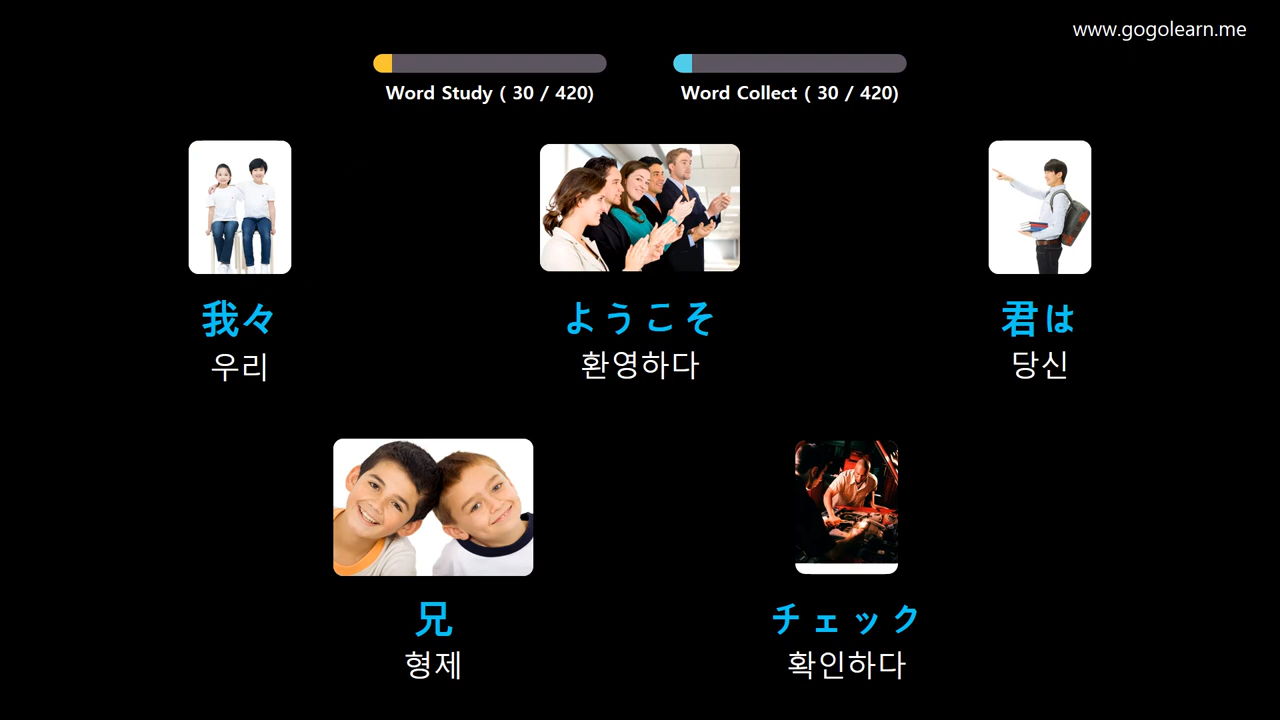 www.gogolearn.me
Word Study ( 30 / 420)
Word Collect ( 30 / 420)
我々
우리
ようこそ
환영하다
君は
당신
兄
형제
チェック
확인하다